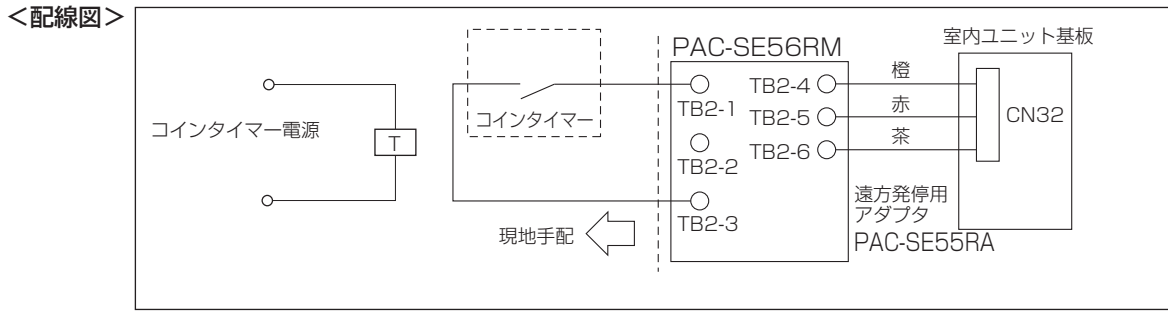 ＜配線図＞
コインタイマー電源
T
コインタイマー
現地手配
PAC-SE56RM
TB2-1
TB2-2
TB2-3
TB2-4
TB2-5
TB2-6
橙
赤
茶
遠方発停用
アダプタ
PAC-SE55RA
室内ユニット基板
CN32